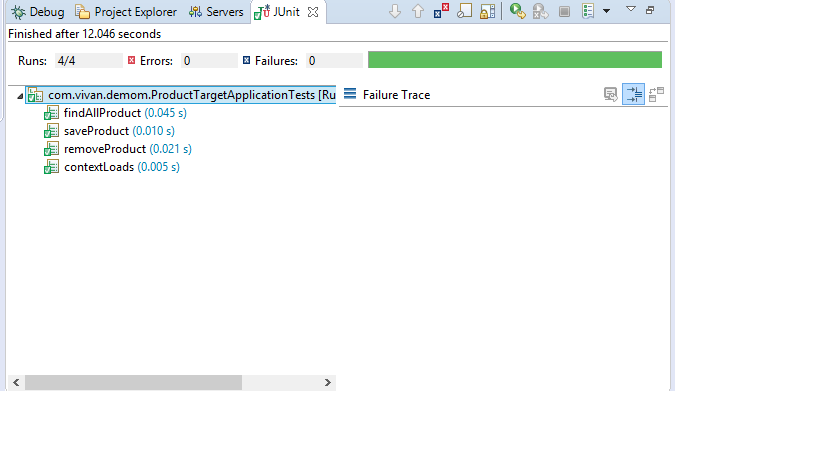 Debug Project Explorer Servers JUnit
Finished after 12.046 seconds
Runs: 4/4 Errors: 0 Failures: 0
com.vivan.demom.ProductTargetApplicationTests [Ru
Failure Trace
findAllProduct (0.045 s)
saveProduct (0.010 s)
removeProduct (0.021 s)
contextLoads (0.005 s)